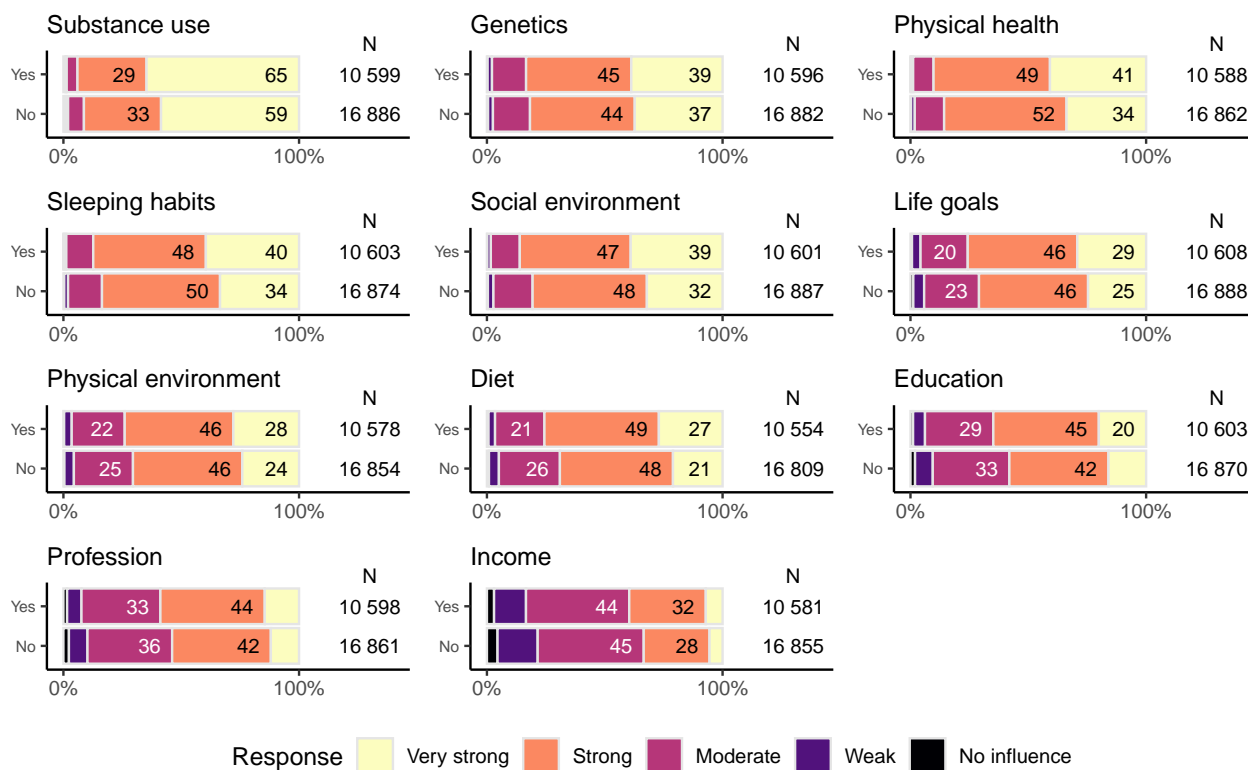 Substance use
N
Yes 29 65 10 599
No 33 59 16 886
0% 100%
Genetics
N
Yes 45 39 10 596
No 44 37 16 882
0% 100%
Physical health
N
Yes 49 41 10 588
No 52 34 16 862
0% 100%
Sleeping habits
N
Yes 48 40 10 603
No 50 34 16 874
0% 100%
Social environment
N
Yes 47 39 10 601
No 48 32 16 887
0% 100%
Life goals
N
Yes 20 46 29 10 608
No 23 46 25 16 888
0% 100%
Physical environment
N
Yes 22 46 28 10 578
No 25 46 24 16 854
0% 100%
Diet
N
Yes 21 49 27 10 554
No 26 48 21 16 809
0% 100%
Education
N
Yes 29 45 20 10 603
No 33 42 16 870
0% 100%
Profession
N
Yes 33 44 10 598
No 36 42 16 861
0% 100%
Income
N
Yes 44 32 10 581
No 45 28 16 855
0% 100%
Response Very strong Strong Moderate Weak No influence